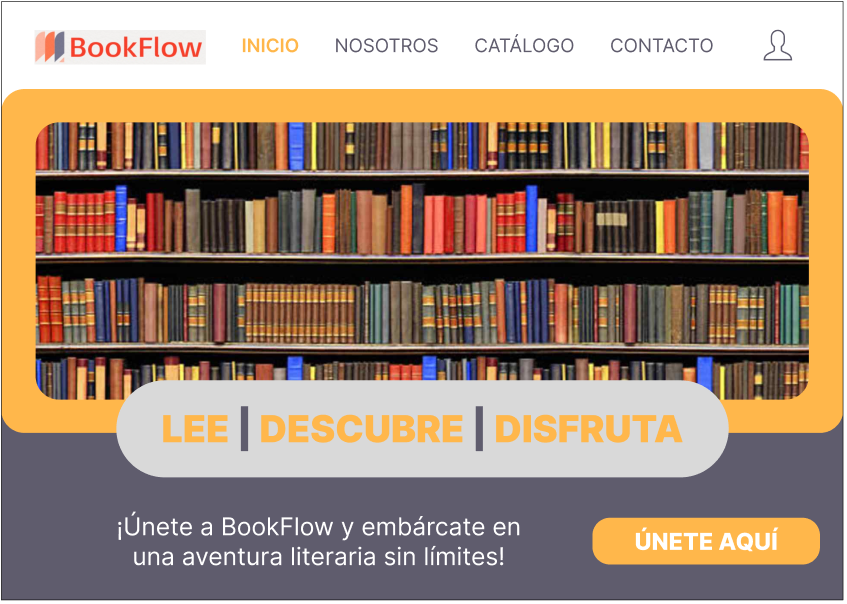 BookFlow INICIO NOSOTROS CATÁLOGO CONTACTO
LEE | DESCUBRE | DISFRUTA
¡Únete a BookFlow y embárcate en
una aventura literaria sin límites!
ÚNETE AQUÍ